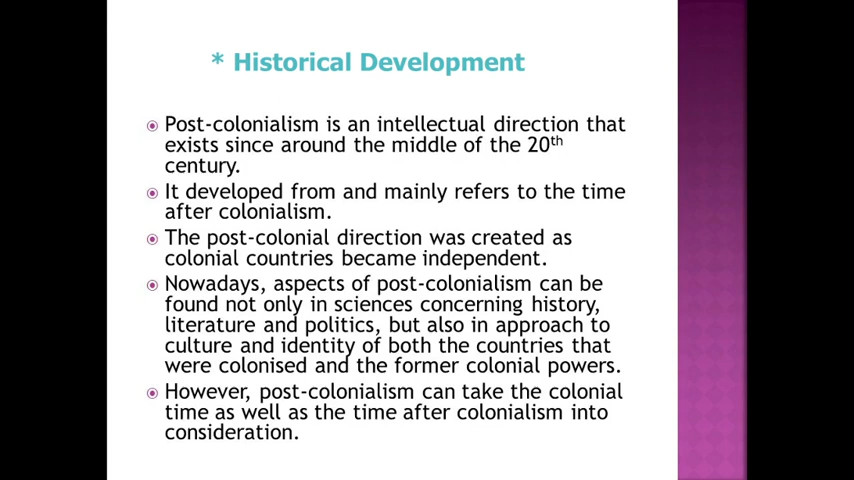 * Historical Development
Post-colonialism is an intellectual direction that
exists since around the middle of the 20th
century.
It developed from and mainly refers to the time
after colonialism.
The post-colonial direction was created as
colonial countries became independent.
Nowadays, aspects of post-colonialism can be
found not only in sciences concerning history,
literature and politics, but also in approach to
culture and identity of both the countries that
were colonised and the former colonial powers.
However, post-colonialism can take the colonial
time as well as the time after colonialism into
consideration.